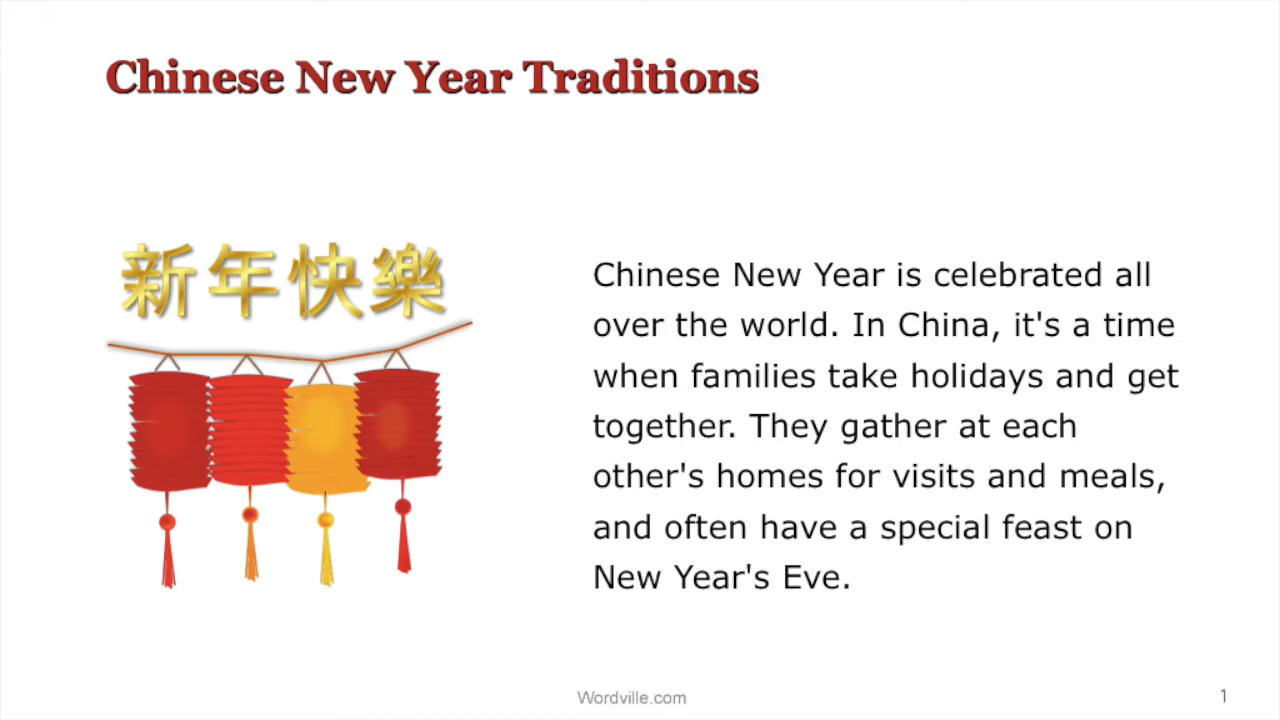 Chinese New Year Traditions
新年快樂
Chinese New Year is celebrated all
over the world. In China, it's a time
when families take holidays and get
together. They gather at each
other's homes for visits and meals,
and often have a special feast on
New Year's Eve.
Wordville.com
1